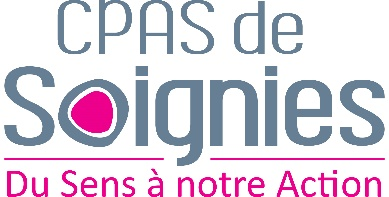 CPAS de
Soignies
Du Sens à notre Action